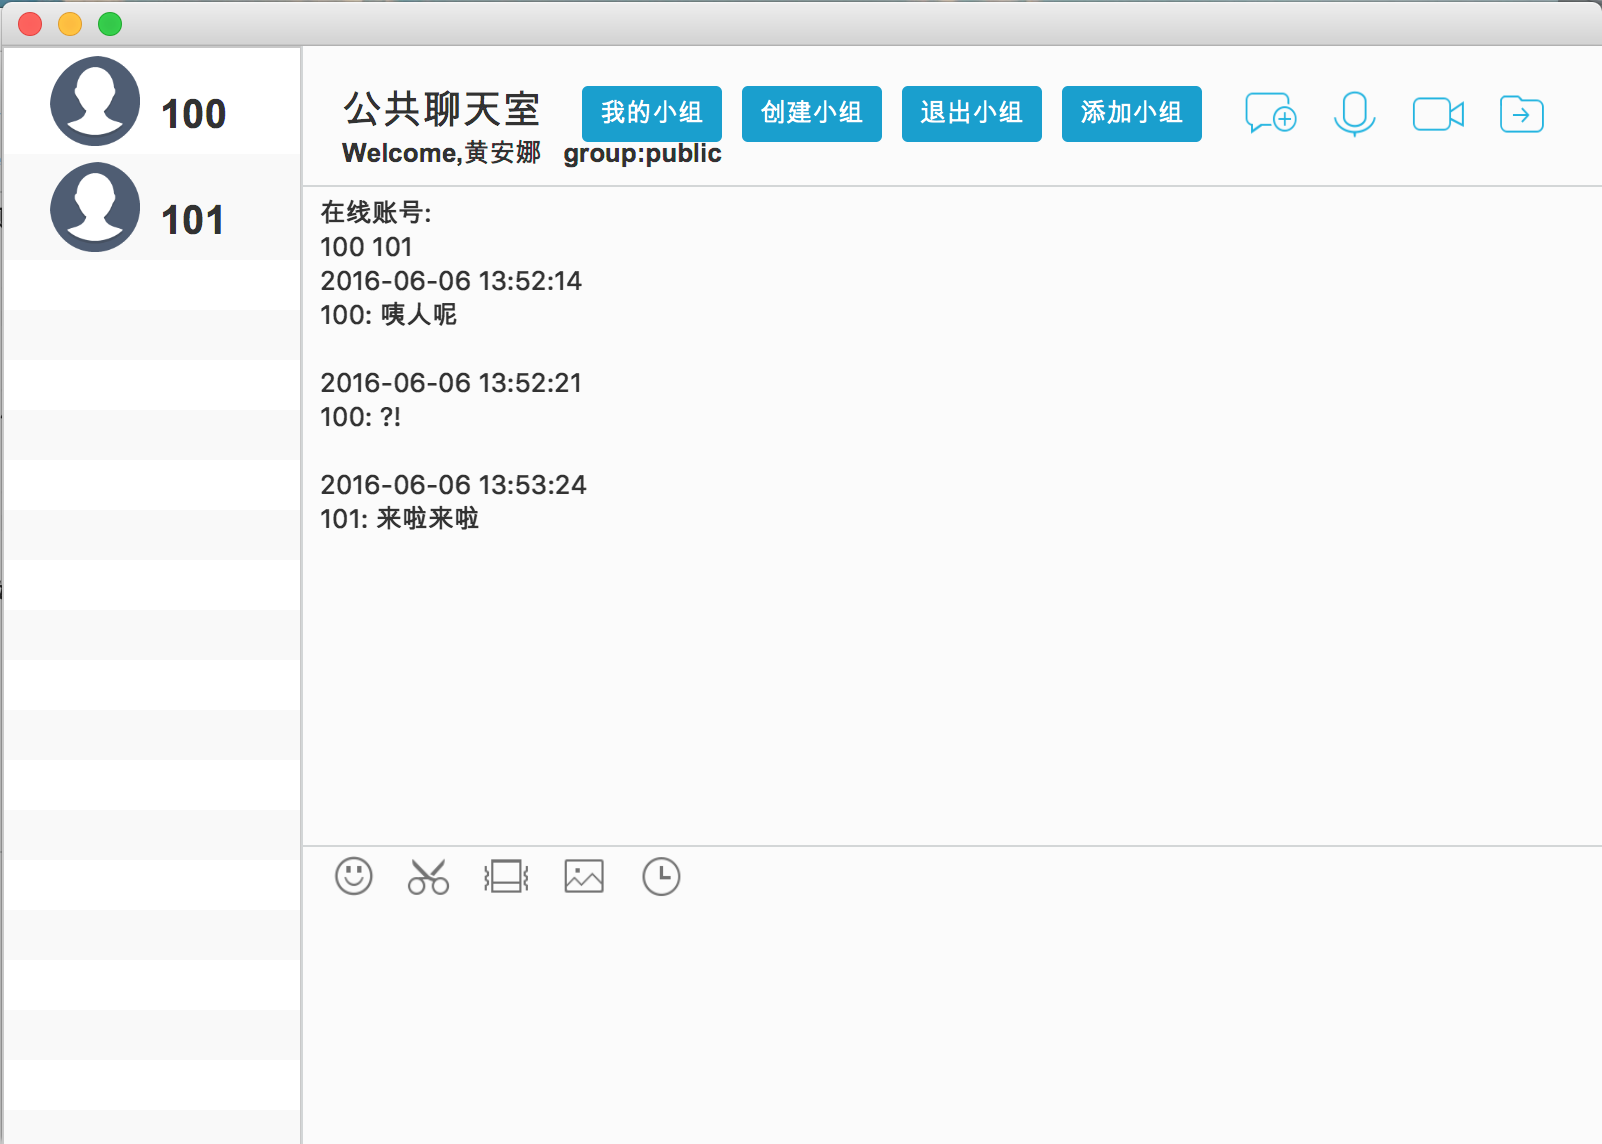 100
101
公共聊天室
我的小组
创建小组
退出小组
添加小组
Welcome,黄安娜 group:public
在线账号:
100 101
2016-06-06 13:52:14
100: 咦人呢
2016-06-06 13:52:21
100: ?!
2016-06-06 13:53:24
101: 来啦来啦